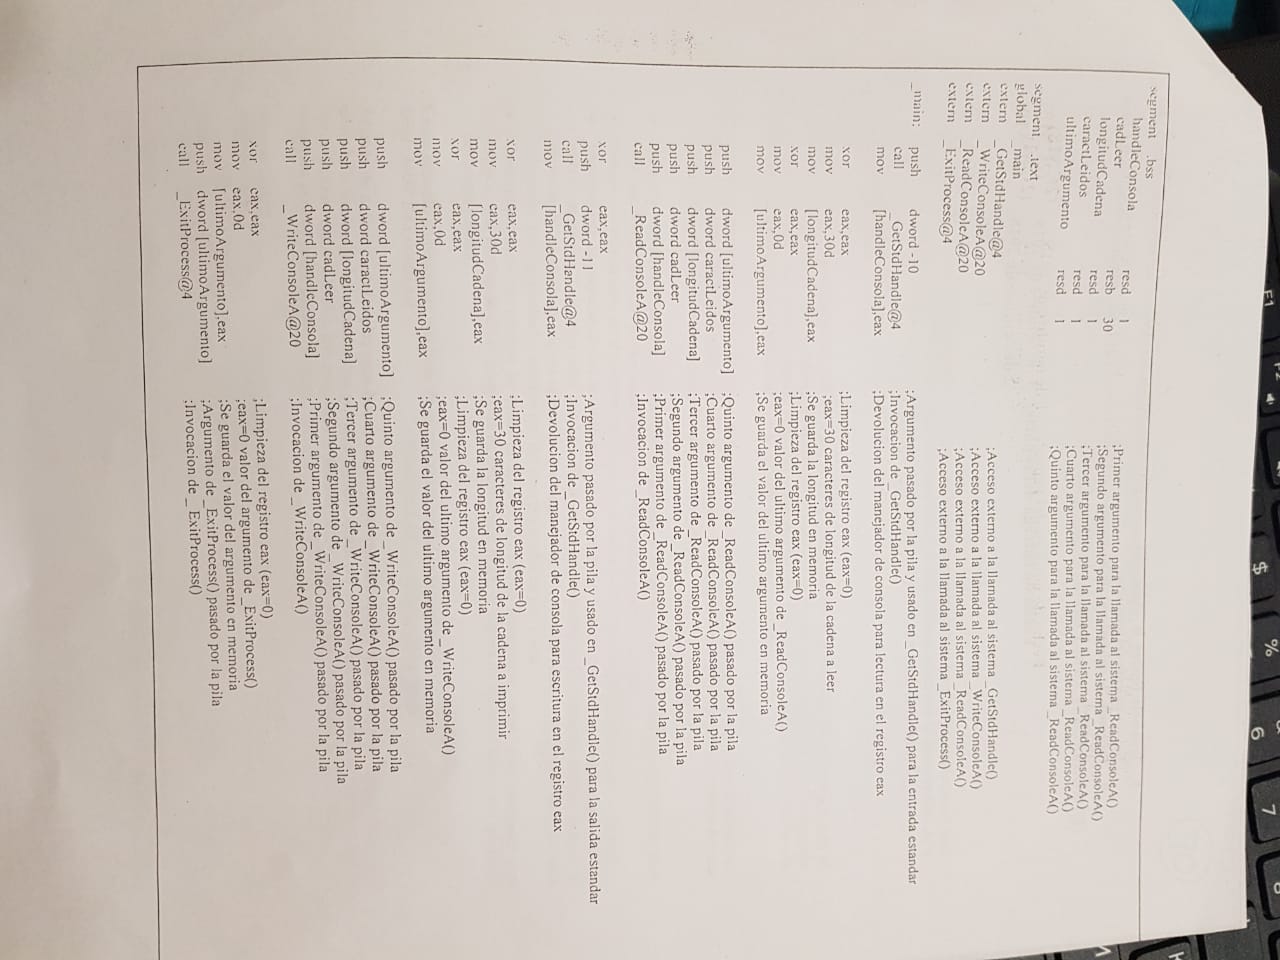 F1
$
%
6
7
segment .bss
handleConsola resd 1 ;Primer argumento para la llamada al sistema _ReadConsoleA()
cadLeer resb 30 ;Segundo argumento para la llamada al sistema _ReadConsoleA()
longitudCadena resd 1 ;Tercer argumento para la llamada al sistema _ReadConsoleA()
caractLeidos resd 1 ;Cuarto argumento para la llamada al sistema _ReadConsoleA()
ultimoArgumento resd 1 ;Quinto argumento para la llamada al sistema _ReadConsoleA()
segment .text
global _main
extern _GetStdHandle@4 ;Acceso externo a la llamada al sistema _GetStdHandle()
extern _WriteConsoleA@20 ;Acceso externo a la llamada al sistema _WriteConsoleA()
extern _ReadConsoleA@20 ;Acceso externo a la llamada al sistema _ReadConsoleA()
extern _ExitProcess@4 ;Acceso externo a la llamada al sistema _ExitProcess()
_main: push dword -10 ;Argumento pasado por la pila y usado en _GetStdHandle() para la entrada estandar
call _GetStdHandle@4 ;Invocacion de _GetStdHandle()
mov [handleConsola],eax ;Devolucion del manejador de consola para lectura en el registro eax
xor eax,eax ;Limpieza del registro eax (eax=0)
mov eax,30d ;eax=30 caracteres de longitud de la cadena a leer
mov [longitudCadena],eax ;Se guarda la longitud en memoria
xor eax,eax ;Limpieza del registro eax (eax=0)
mov eax,0d ;eax=0 valor del ultimo argumento de _ReadConsoleA()
mov [ultimoArgumento],eax ;Se guarda el valor del ultimo argumento en memoria
push dword [ultimoArgumento] ;Quinto argumento de _ReadConsoleA() pasado por la pila
push dword caractLeidos ;Cuarto argumento de _ReadConsoleA() pasado por la pila
push dword [longitudCadena] ;Tercer argumento de _ReadConsoleA() pasado por la pila
push dword cadLeer ;Segundo argumento de _ReadConsoleA() pasado por la pila
push dword [handleConsola] ;Primer argumento de _ReadConsoleA() pasado por la pila
call _ReadConsoleA@20 ;Invocacion de _ReadConsoleA()
xor eax,eax
push dword -11 ;Argumento pasado por la pila y usado en _GetStdHandle() para la salida estandar
call _GetStdHandle@4 ;Invocacion de _GetStdHandle()
mov [handleConsola],eax ;Devolucion del manejador de consola para escritura en el registro eax
xor eax,eax ;Limpieza del registro eax (eax=0)
mov eax,30d ;eax=30 caracteres de longitud de la cadena a imprimir
mov [longitudCadena],eax ;Se guarda la longitud en memoria
xor eax,eax ;Limpieza del registro eax (eax=0)
mov eax,0d ;eax=0 valor del ultimo argumento de _WriteConsoleA()
mov [ultimoArgumento],eax ;Se guarda el valor del ultimo argumento en memoria
push dword [ultimoArgumento] ;Quinto argumento de _WriteConsoleA() pasado por la pila
push dword caractLeidos ;Cuarto argumento de _WriteConsoleA() pasado por la pila
push dword [longitudCadena] ;Tercer argumento de _WriteConsoleA() pasado por la pila
push dword cadLeer ;Segundo argumento de _WriteConsoleA() pasado por la pila
push dword [handleConsola] ;Primer argumento de _WriteConsoleA() pasado por la pila
call _WriteConsoleA@20 ;Invocacion de _WriteConsoleA()
xor eax,eax ;Limpieza del registro eax (eax=0)
mov eax,0d ;eax=0 valor del argumento de _ExitProcess()
mov [ultimoArgumento],eax ;Se guarda el valor del argumento en memoria
push dword [ultimoArgumento] ;Argumento de _ExitProcess() pasado por la pila
call _ExitProcess@4 ;Invocacion de _ ExitProcess()